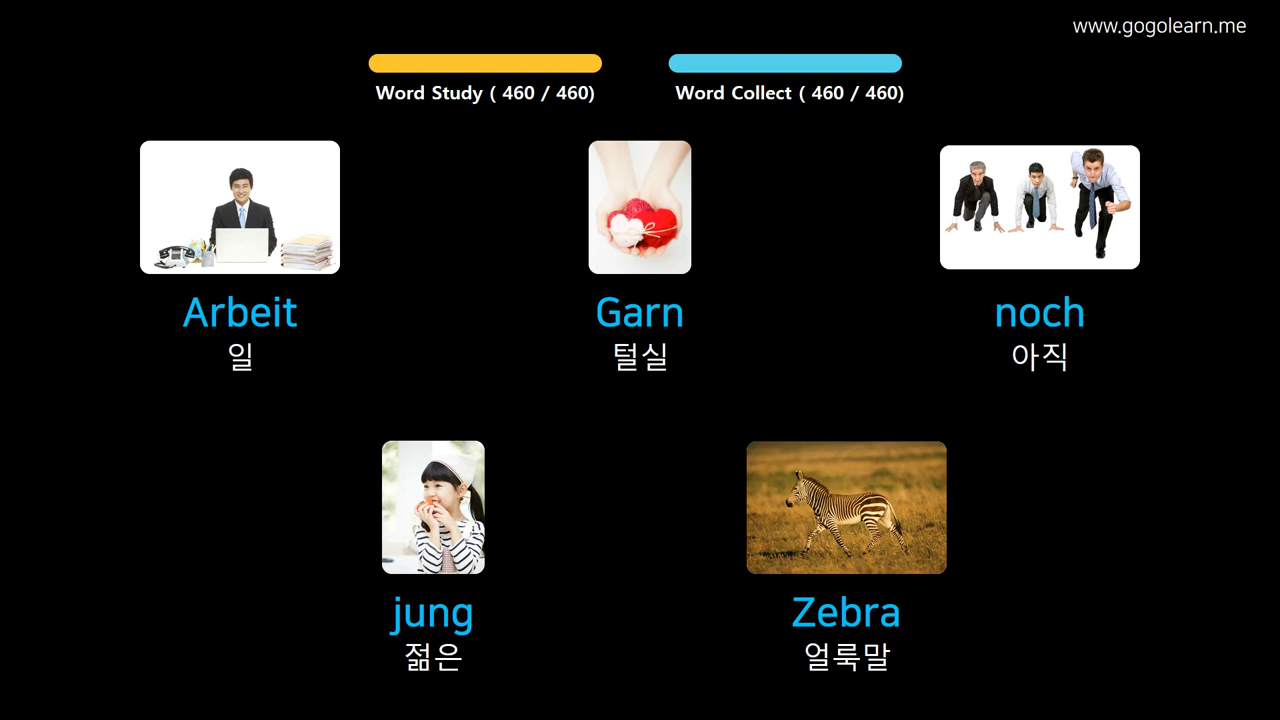 www.gogolearn.me
Word Study ( 460 / 460)
Word Collect ( 460 / 460)
Arbeit
일
Garn
털실
noch
아직
jung
젊은
Zebra
얼룩말